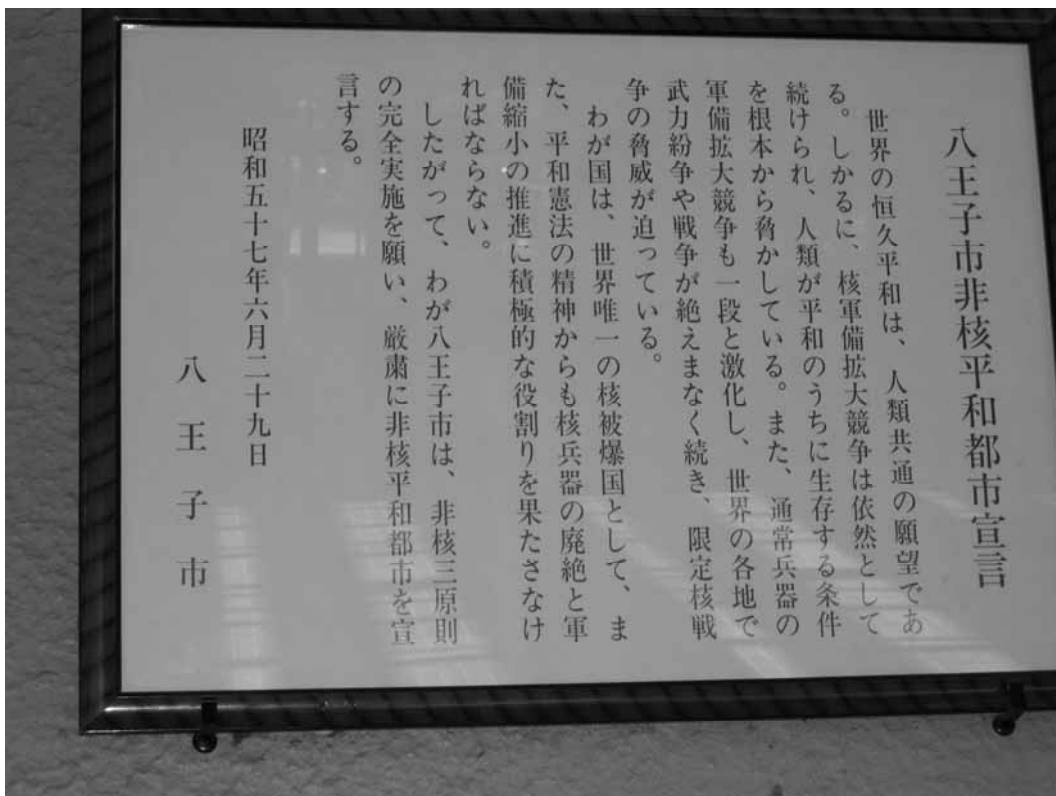 八王子市非核平和都市宣言
世界の恒久平和は、人類共通の願望であ
る。しかるに、核軍備拡大競争は依然として
続けられ、人類が平和のうちに生存する条件
を根本から脅かしている。また、通常兵器の
軍備拡大競争も一段と激化し、世界の各地で
武力紛争や戦争が絶えまなく続き、限定核戦
争の脅威が迫っている。
わが国は、世界唯一の核被爆国として、ま
た、平和憲法の精神からも核兵器の廃絶と軍
備縮小の推進に積極的な役割りを果たさなけ
ればならない。
したがって、わが八王子市は、非核三原則
の完全実施を願い、厳粛に非核平和都市を宣
言する。
昭和五十七年六月二十九日
八王子市